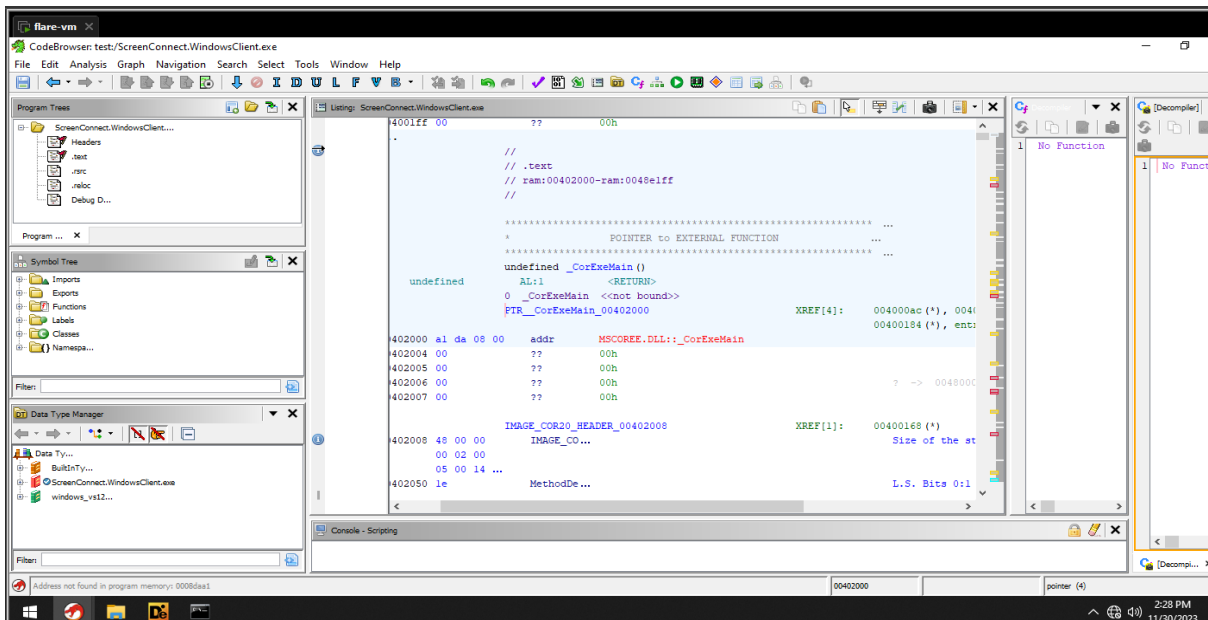 flare-vm
CodeBrowser: test:/ScreenConnect.WindowsClient.exe
File Edit Analysis Graph Navigation Search Select Tools Window Help
I D U L F V B
Program Trees
ScreenConnect.WindowsClient....
Headers
.text
.rsrc
.reloc
Debug D...
Program ...
Symbol Tree
Imports
Exports
Functions
Labels
Classes
Namespa...
Filter:
Data Type Manager
Data Ty...
BuiltInTy...
ScreenConnect.WindowsClient.exe
windows_vs12...
Filter:
Listing: ScreenConnect.WindowsClient.exe
04001ff 00 ?? 00h
//
// .text
// ram:00402000-ram:0048e1ff
//
************************************************************* ...
* POINTER to EXTERNAL FUNCTION ...
************************************************************* ...
undefined _CorExeMain()
undefined AL:1 <RETURN>
0 _CorExeMain <<not bound>>
PTR__CorExeMain_00402000 XREF[4]: 004000ac(*), 004
00184(*), ent
402000 a1 da 08 00 addr MSCOREE.DLL::_CorExeMain
402004 00 ?? 00h
402005 00 ?? 00h
402006 00 ?? 00h ? -> 0048000
402007 00 ?? 00h
IMAGE_COR20_HEADER_00402008 XREF[1]: 00400168(*)
402008 48 00 00 IMAGE_CO... Size of the st
00 02 00
05 00 14 ...
402050 1e MethodDe... L.S. Bits 0:1
Console - Scripting
1 No Function
[Decompiler]
1 No Funct
[Decompi...
Address not found in program memory: 0008daa1
00402000
pointer (4)
2:28 PM
11/30/2023